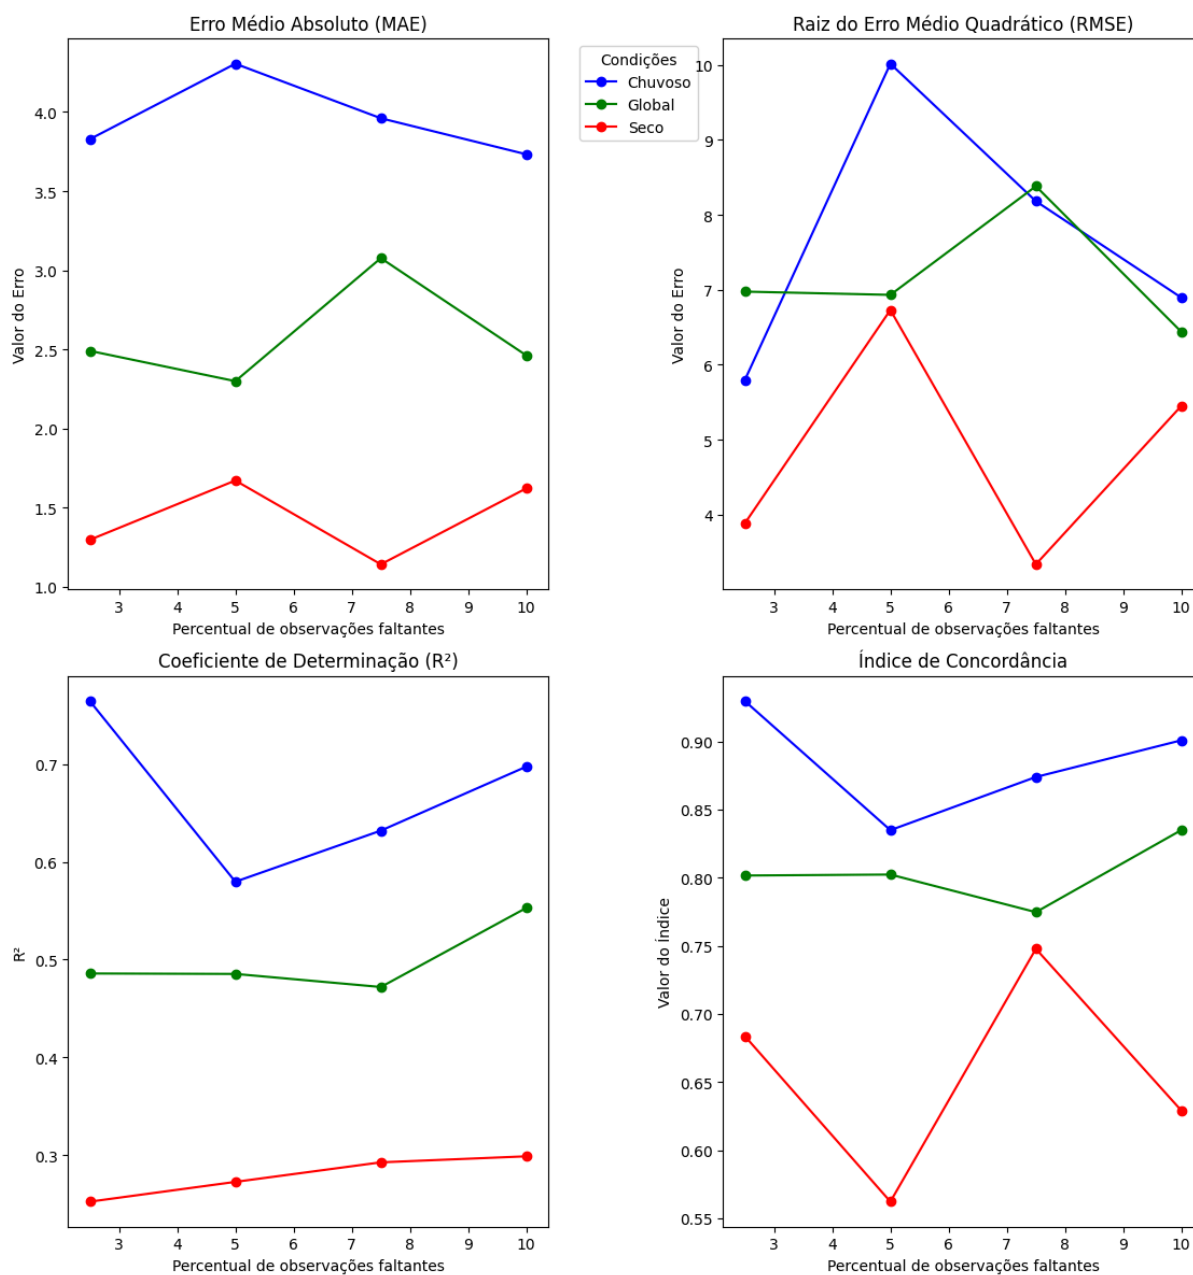 Erro Médio Absoluto (MAE)
Valor do Erro
4.0
3.5
3.0
2.5
2.0
1.5
1.0
3 4 5 6 7 8 9 10
Percentual de observações faltantes
Condições
Chuvoso
Global
Seco
Raiz do Erro Médio Quadrático (RMSE)
Valor do Erro
10
9
8
7
6
5
4
3 4 5 6 7 8 9 10
Percentual de observações faltantes
Coeficiente de Determinação (R²)
R²
0.7
0.6
0.5
0.4
0.3
3 4 5 6 7 8 9 10
Percentual de observações faltantes
Índice de Concordância
Valor do índice
0.90
0.85
0.80
0.75
0.70
0.65
0.60
0.55
3 4 5 6 7 8 9 10
Percentual de observações faltantes